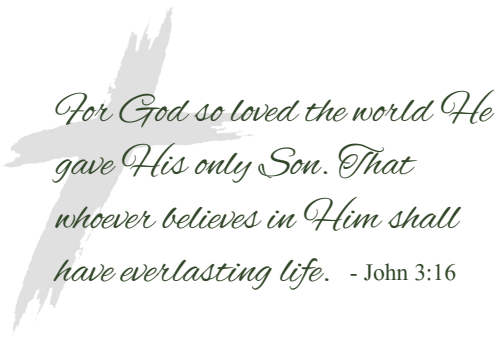 For God so loved the world He
gave His only Son. That
whoever believes in Him shall
have everlasting life. - John 3:16